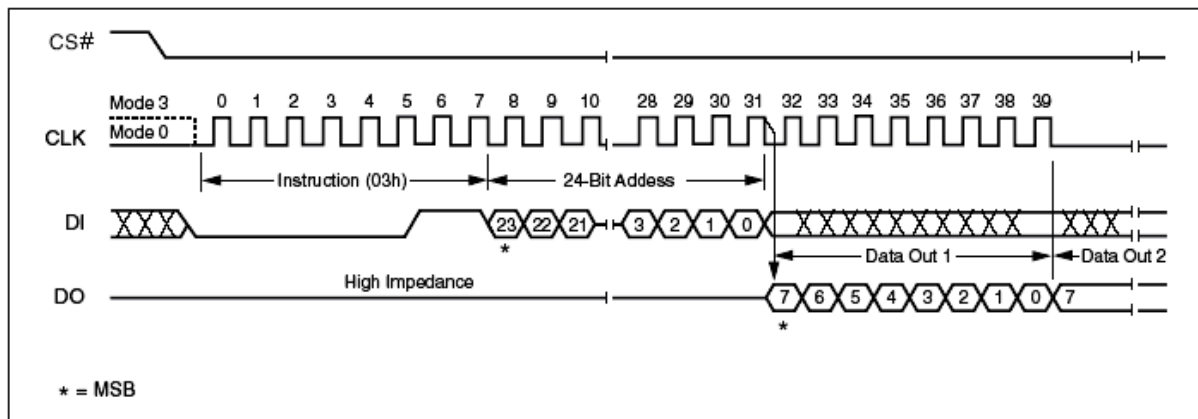 CS#
Mode 3
0 1 2 3 4 5 6 7 8 9 10 28 29 30 31 32 33 34 35 36 37 38 39
CLK
Mode 0
Instruction (03h)
24-Bit Addess
DI
23 22 21 3 2 1 0
*
Data Out 1
Data Out 2
High Impedance
DO
7 6 5 4 3 2 1 0 7
*
* = MSB